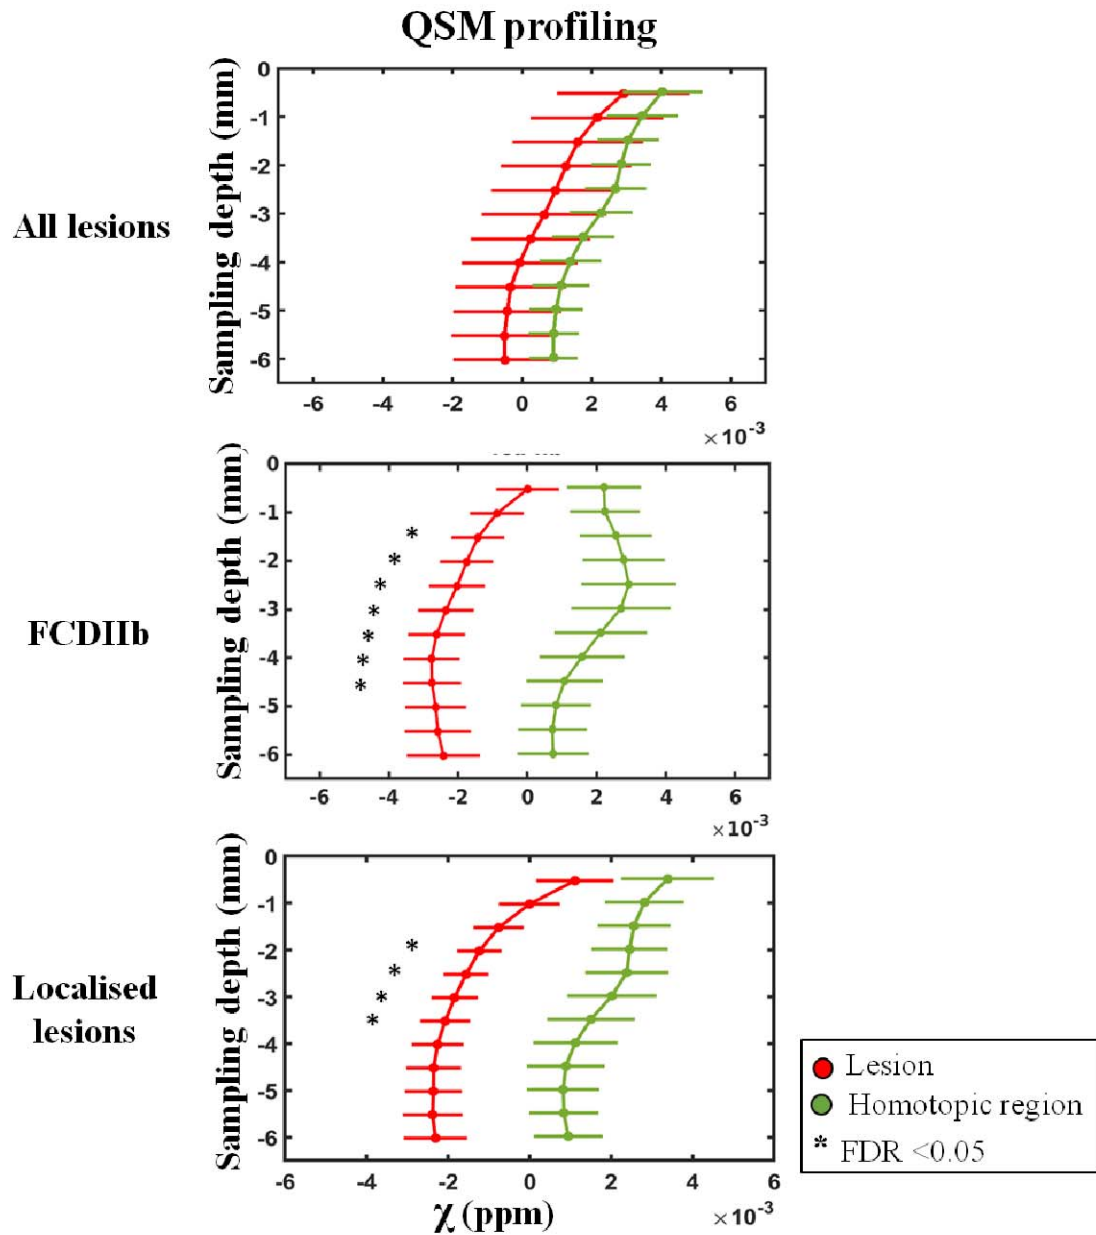 QSM profiling
All lesions
Sampling depth (mm)
0
-1
-2
-3
-4
-5
-6
-6 -4 -2 0 2 4 6
×10⁻³
FCDIIb
Sampling depth (mm)
0
-1
-2
-3
-4
-5
-6
* * * * * * *
-6 -4 -2 0 2 4 6
×10⁻³
Localised
lesions
Sampling depth (mm)
0
-1
-2
-3
-4
-5
-6
* * * *
-6 -4 -2 0 2 4 6
χ (ppm)
×10⁻³
Lesion
Homotopic region
* FDR <0.05